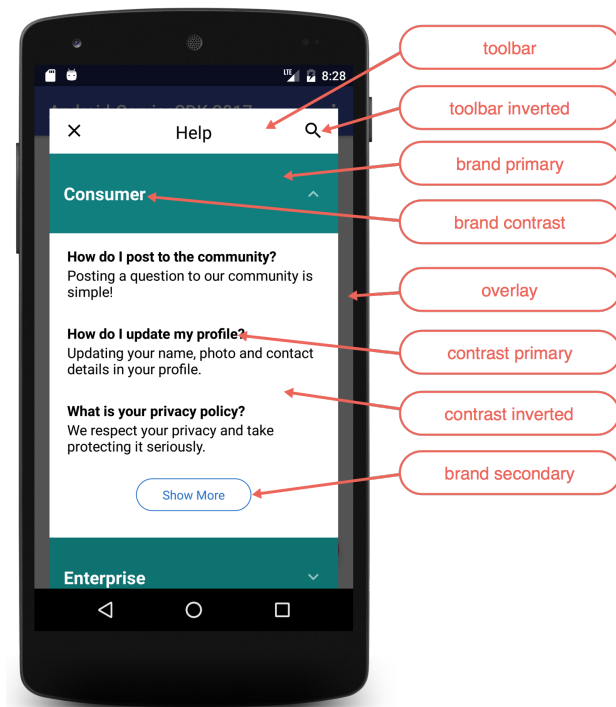 LTE 8:28
Help
Consumer
How do I post to the community?
Posting a question to our community is
simple!
How do I update my profile?
Updating your name, photo and contact
details in your profile.
What is your privacy policy?
We respect your privacy and take
protecting it seriously.
Show More
Enterprise
toolbar
toolbar inverted
brand primary
brand contrast
overlay
contrast primary
contrast inverted
brand secondary